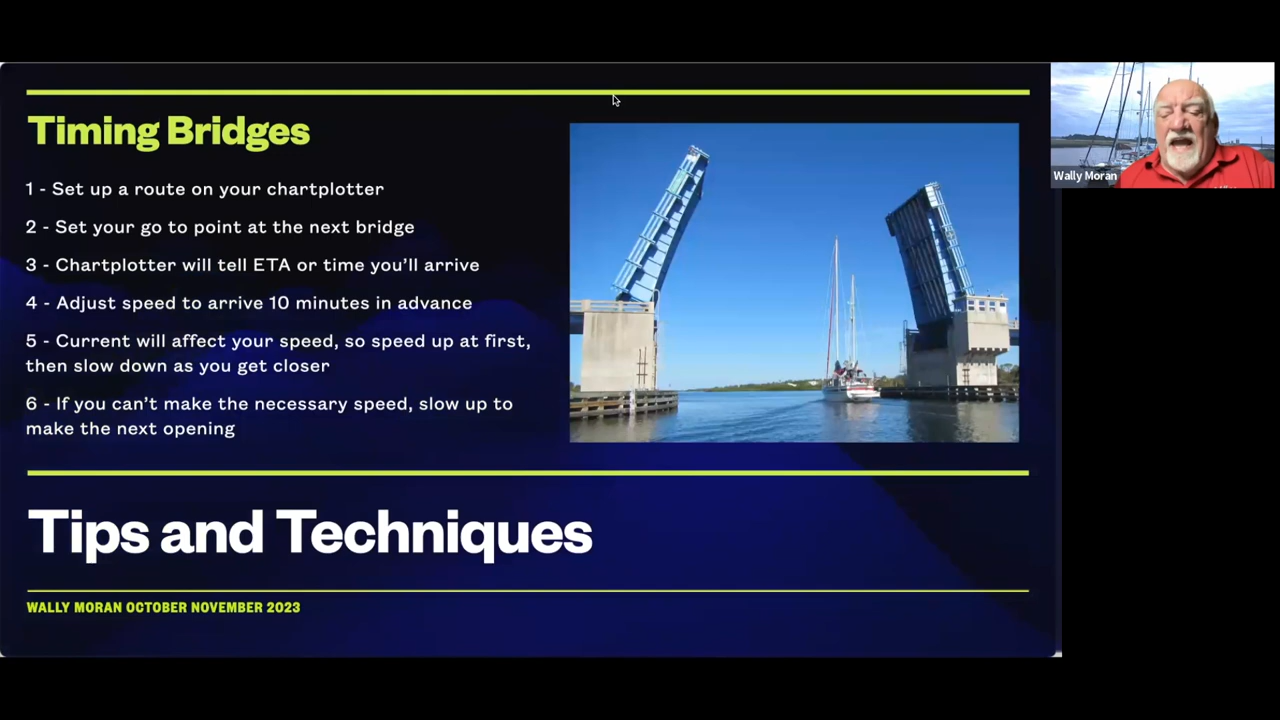 Timing Bridges
1 - Set up a route on your chartplotter
2 - Set your go to point at the next bridge
3 - Chartplotter will tell ETA or time you’ll arrive
4 - Adjust speed to arrive 10 minutes in advance
5 - Current will affect your speed, so speed up at first,
then slow down as you get closer
6 - If you can’t make the necessary speed, slow up to
make the next opening
Tips and Techniques
WALLY MORAN OCTOBER NOVEMBER 2023
Wally Moran